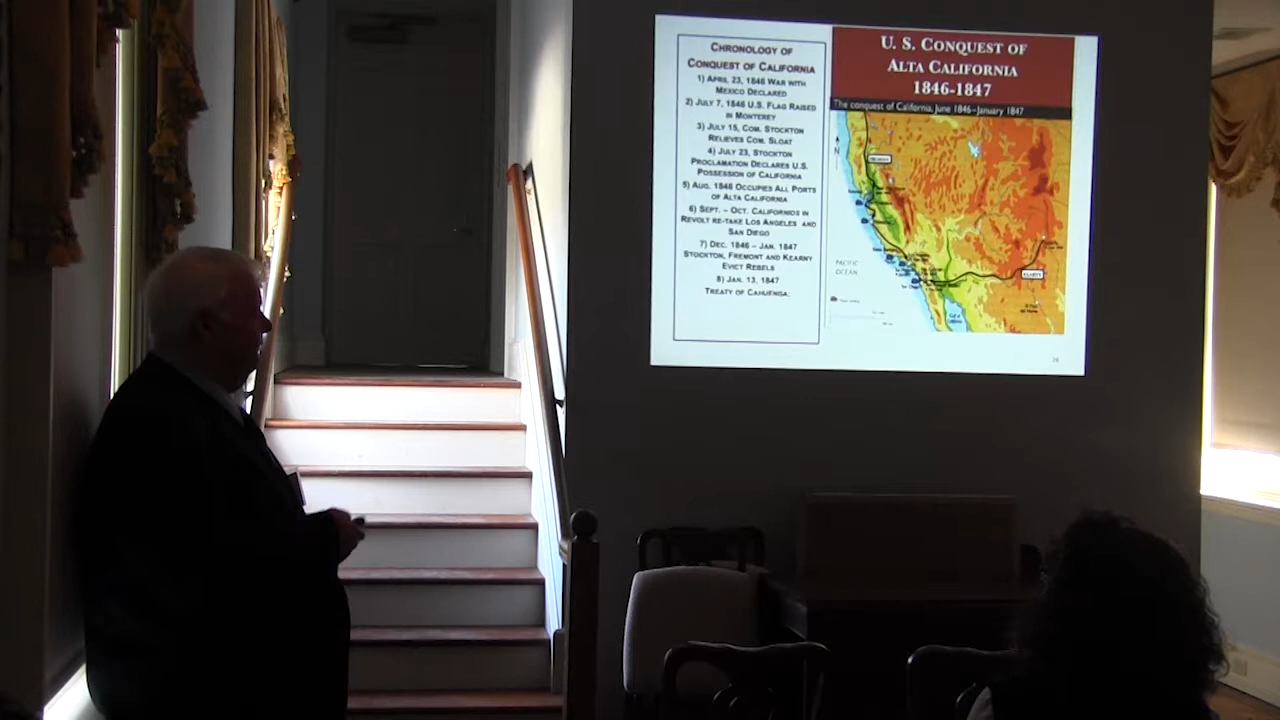 CHRONOLOGY OF
CONQUEST OF CALIFORNIA
1) APRIL 23, 1846 WAR WITH
MEXICO DECLARED
2) JULY 7, 1846 U.S. FLAG RAISED
IN MONTEREY
3) JULY 15, COM. STOCKTON
RELIEVES COM. SLOAT
4) JULY 23, STOCKTON
PROCLAMATION DECLARES U.S.
POSSESSION OF CALIFORNIA
5) AUG. 1846 OCCUPIES ALL PORTS
OF ALTA CALIFORNIA
6) SEPT. – OCT. CALIFORNIOS IN
REVOLT RE-TAKE LOS ANGELES AND
SAN DIEGO
7) DEC. 1846 – JAN. 1847
STOCKTON, FREMONT AND KEARNY
EVICT REBELS
8) JAN. 13, 1847
TREATY OF CAHUENGA.
U. S. CONQUEST OF
ALTA CALIFORNIA
1846-1847
The conquest of California, June 1846–January 1847
N
PACIFIC
OCEAN
KEARNY